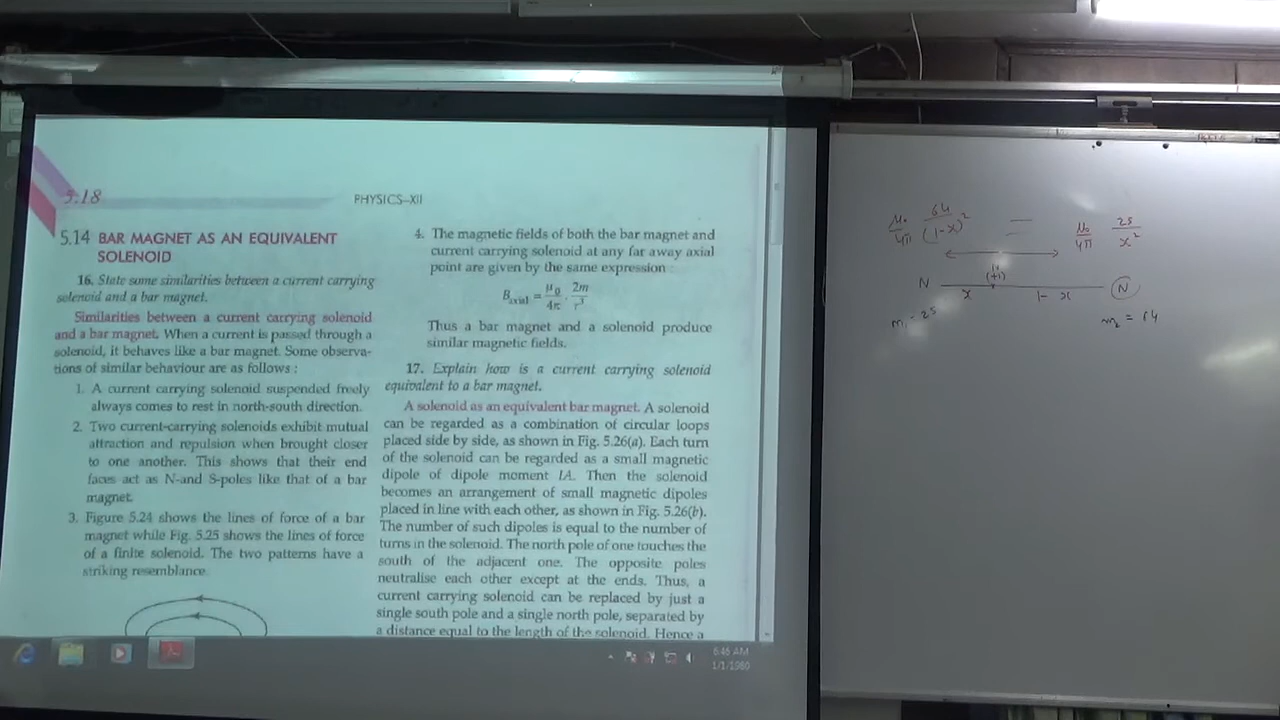 5.18
PHYSICS–XII
5.14 BAR MAGNET AS AN EQUIVALENT
SOLENOID
16. State some similarities between a current carrying
solenoid and a bar magnet.
Similarities between a current carrying solenoid
and a bar magnet. When a current is passed through a
solenoid, it behaves like a bar magnet. Some observa-
tions of similar behaviour are as follows :
1. A current carrying solenoid suspended freely
always comes to rest in north-south direction.
2. Two current-carrying solenoids exhibit mutual
attraction and repulsion when brought closer
to one another. This shows that their end
faces act as N-and S-poles like that of a bar
magnet.
3. Figure 5.24 shows the lines of force of a bar
magnet while Fig. 5.25 shows the lines of force
of a finite solenoid. The two patterns have a
striking resemblance.
4. The magnetic fields of both the bar magnet and
current carrying solenoid at any far away axial
point are given by the same expression :
B_axial = μ₀/4π . 2m/r³
Thus a bar magnet and a solenoid produce
similar magnetic fields.
17. Explain how is a current carrying solenoid
equivalent to a bar magnet.
A solenoid as an equivalent bar magnet. A solenoid
can be regarded as a combination of circular loops
placed side by side, as shown in Fig. 5.26(a). Each turn
of the solenoid can be regarded as a small magnetic
dipole of dipole moment IA. Then the solenoid
becomes an arrangement of small magnetic dipoles
placed in line with each other, as shown in Fig. 5.26(b).
The number of such dipoles is equal to the number of
turns in the solenoid. The north pole of one touches the
south of the adjacent one. The opposite poles
neutralise each other except at the ends. Thus, a
current carrying solenoid can be replaced by just a
single south pole and a single north pole, separated by
a distance equal to the length of the solenoid. Hence a
6:46 AM
1/1/1980
μ₀/4π 64/(1-x)² = μ₀/4π 25/x²
N x 1- x N
m₁ = 25 m₂ = 64